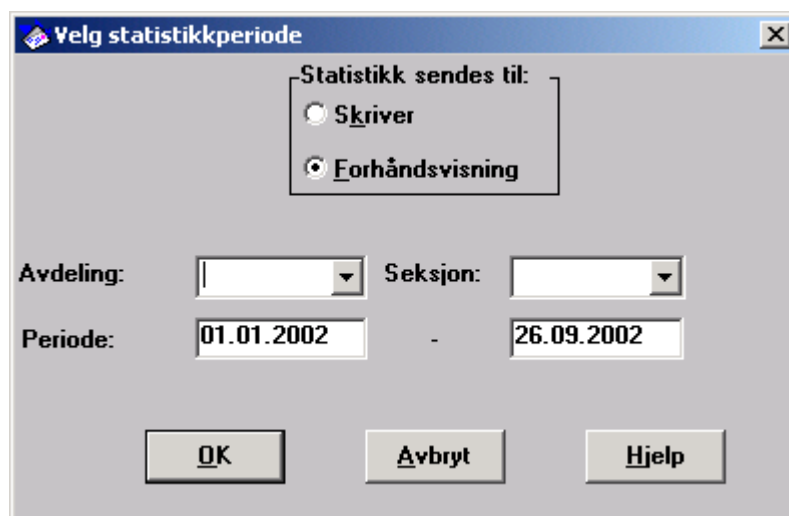 Velg statistikkperiode
Statistikk sendes til:
Skriver
Forhåndsvisning
Avdeling: Seksjon:
Periode: 01.01.2002 - 26.09.2002
OK Avbryt Hjelp